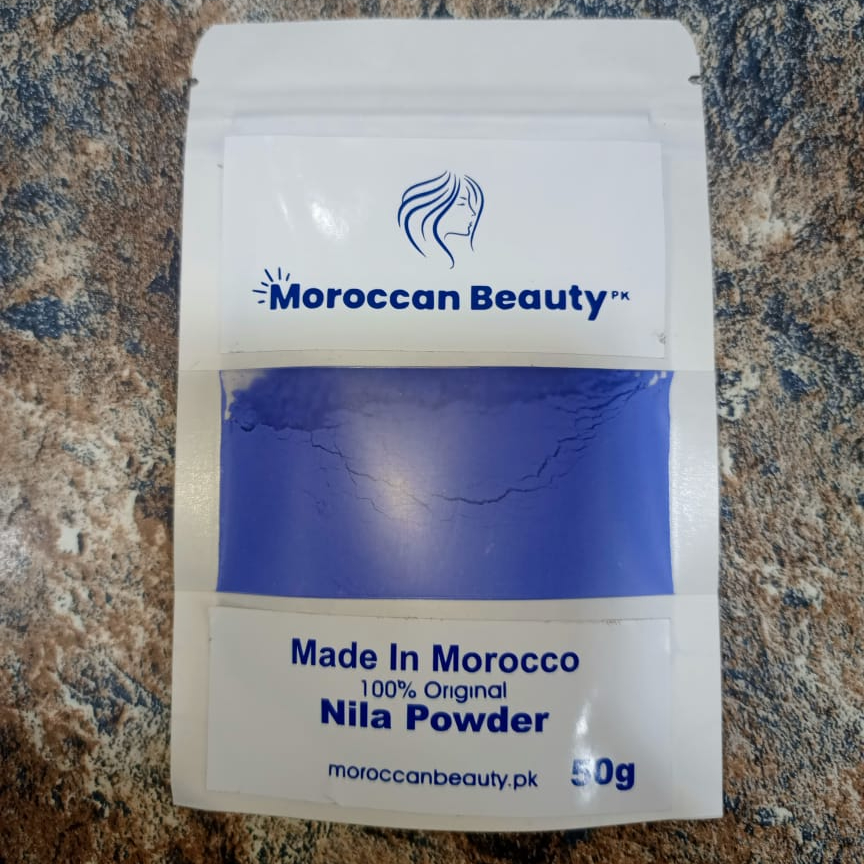 Moroccan Beauty PK
Made In Morocco
100% Original
Nila Powder
moroccanbeauty.pk 50g